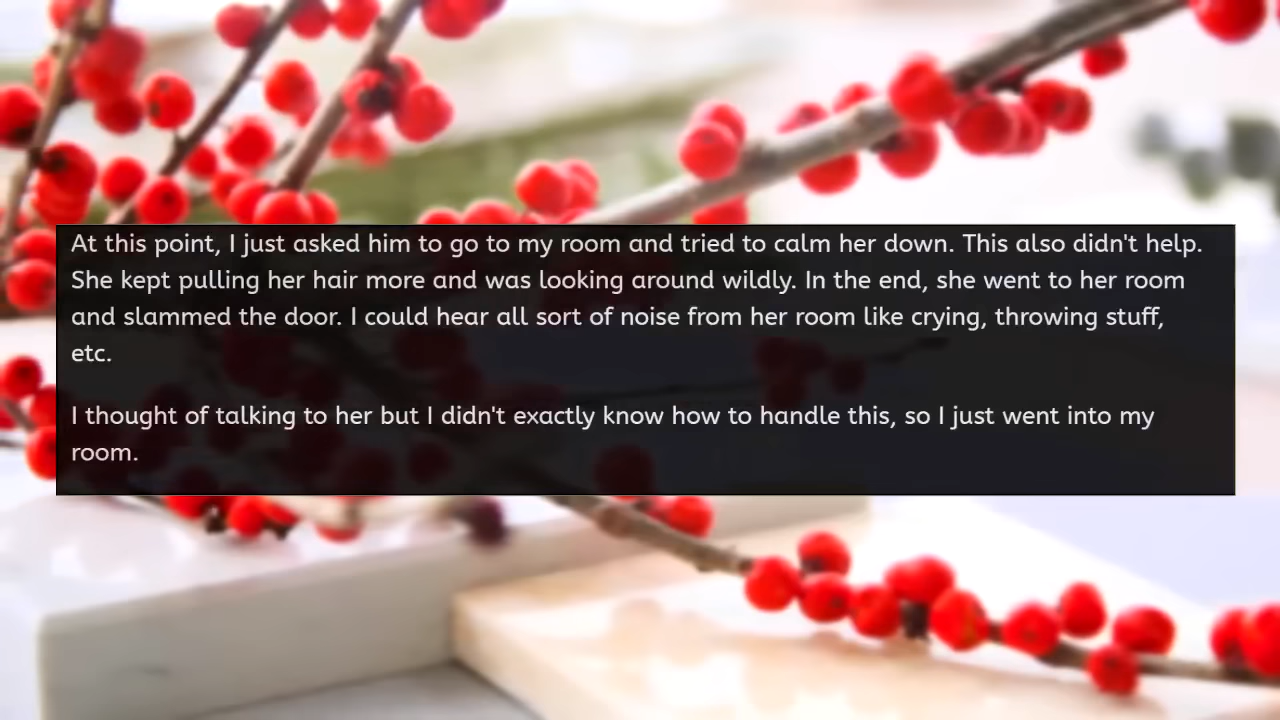 At this point, I just asked him to go to my room and tried to calm her down. This also didn't help.
She kept pulling her hair more and was looking around wildly. In the end, she went to her room
and slammed the door. I could hear all sort of noise from her room like crying, throwing stuff,
etc.
I thought of talking to her but I didn't exactly know how to handle this, so I just went into my
room.